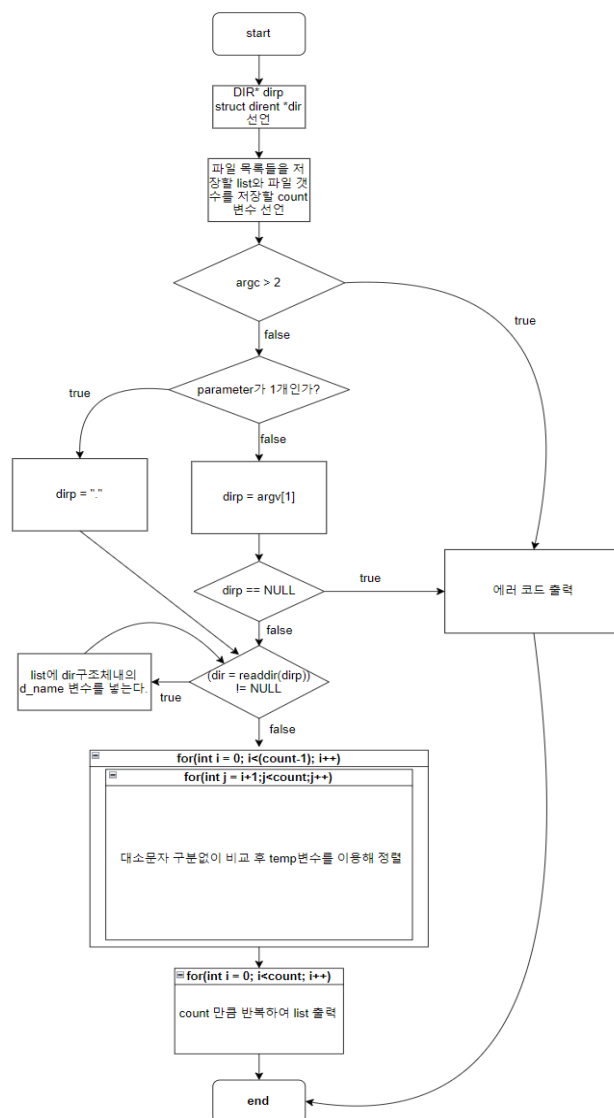 start
DIR* dirp
struct dirent *dir
선언
파일 목록들을 저
장할 list와 파일 갯
수를 저장할 count
변수 선언
argc > 2
true
false
parameter가 1개인가?
true
false
dirp = "."
dirp = argv[1]
dirp == NULL
true
에러 코드 출력
false
list에 dir구조체내의
d_name 변수를 넣는다.
(dir = readdir(dirp))
!= NULL
true
false
for(int i = 0; i<(count-1); i++)
for(int j = i+1;j<count;j++)
대소문자 구분없이 비교 후 temp변수를 이용해 정렬
for(int i = 0; i<count; i++)
count 만큼 반복하여 list 출력
end